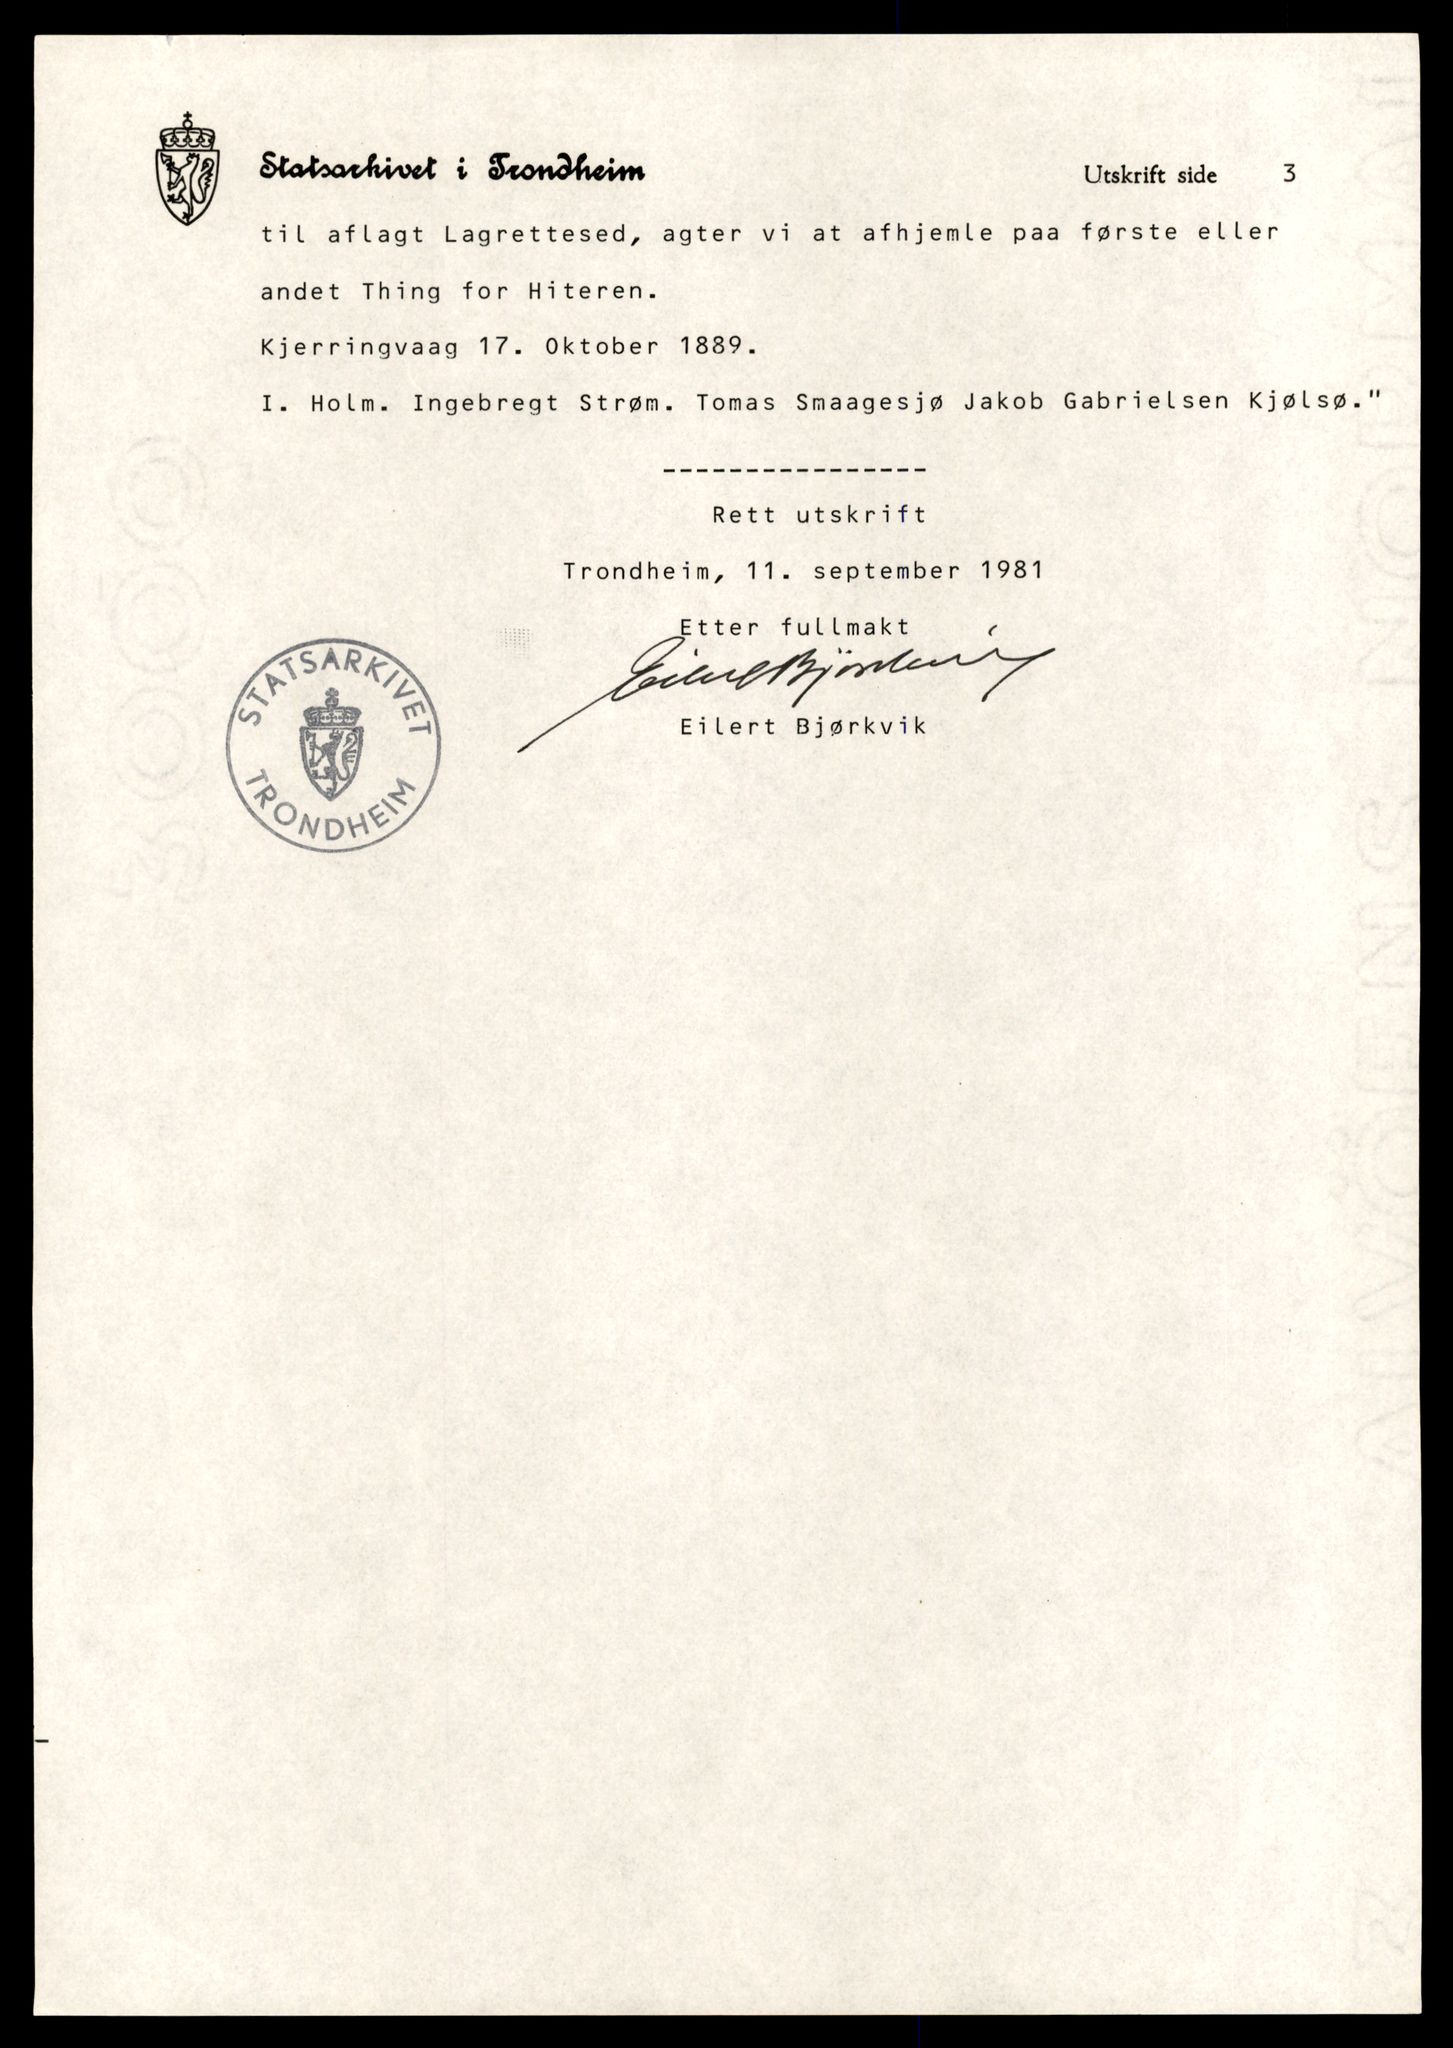 Statsarkivet i Trondheim Utskrift side 3
til aflagt Lagrettesed, agter vi at afhjemle paa første eller
andet Thing for Hiteren.
Kjerringvaag 17. Oktober 1889.
I. Holm. Ingebregt Strøm. Tomas Smaagesjø Jakob Gabrielsen Kjølsø."
----------------
Rett utskrift
Trondheim, 11. september 1981
Etter fullmakt
Eilert Bjørkvik
Eilert Bjørkvik
STATSARKIVET
TRONDHEIM